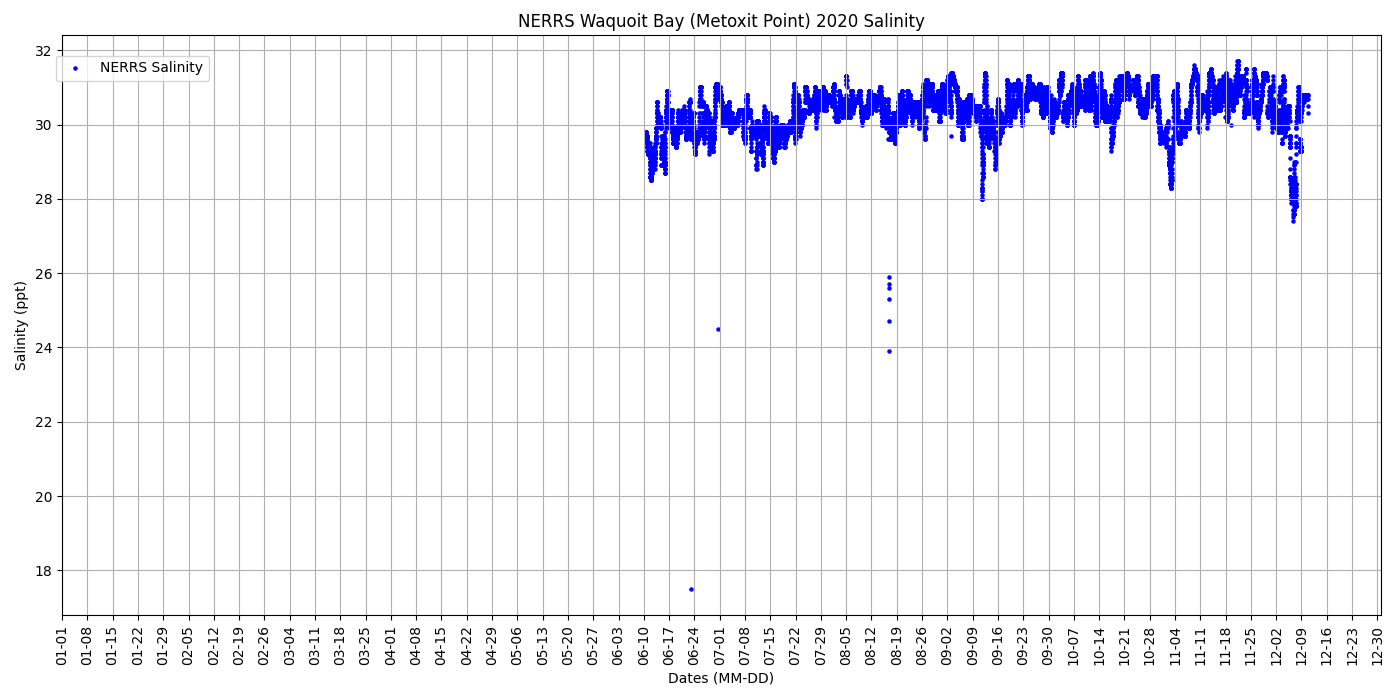 NERRS Waquoit Bay (Metoxit Point) 2020 Salinity
32
30
28
26
24
22
20
18
Salinity (ppt)
NERRS Salinity
01-01 01-08 01-15 01-22 01-29 02-05 02-12 02-19 02-26 03-04 03-11 03-18 03-25 04-01 04-08 04-15 04-22 04-29 05-06 05-13 05-20 05-27 06-03 06-10 06-17 06-24 07-01 07-08 07-15 07-22 07-29 08-05 08-12 08-19 08-26 09-02 09-09 09-16 09-23 09-30 10-07 10-14 10-21 10-28 11-04 11-11 11-18 11-25 12-02 12-09 12-16 12-23 12-30
Dates (MM-DD)